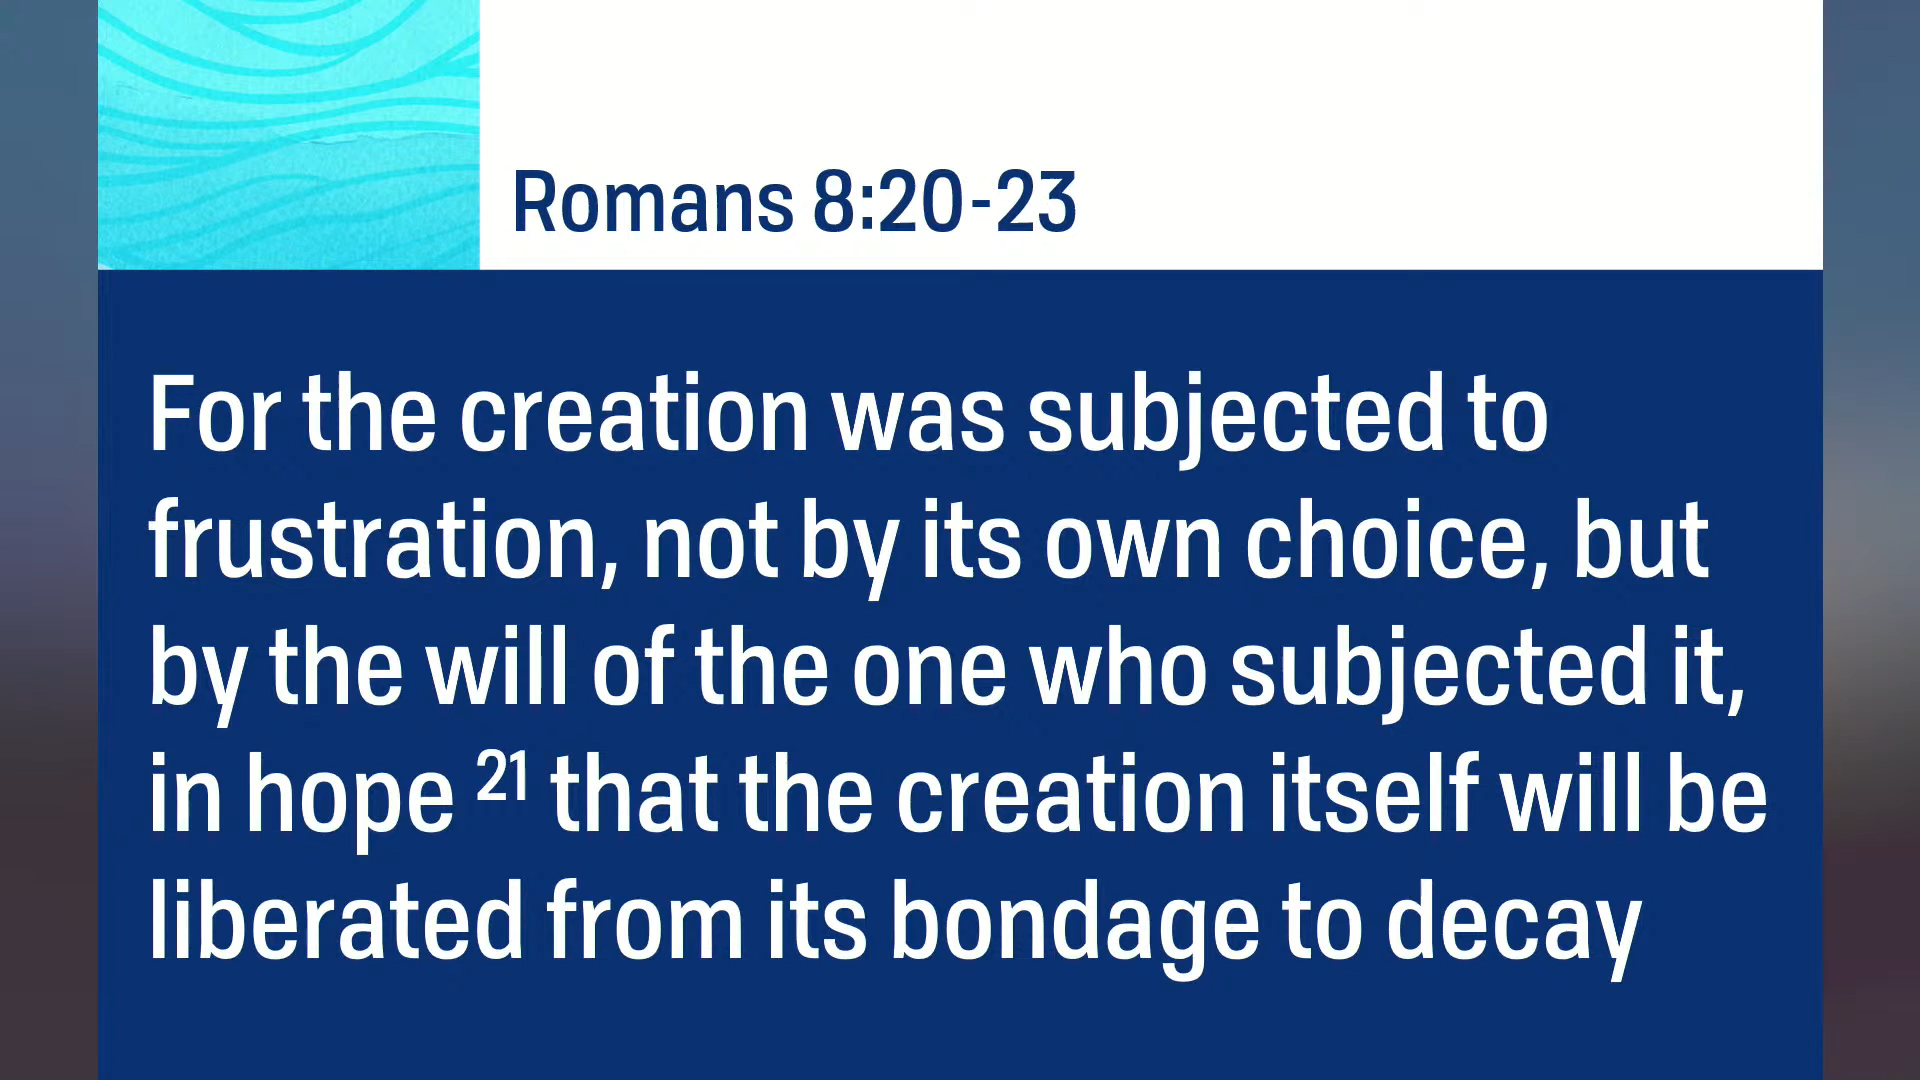 Romans 8:20-23
For the creation was subjected to
frustration, not by its own choice, but
by the will of the one who subjected it,
in hope 21 that the creation itself will be
liberated from its bondage to decay